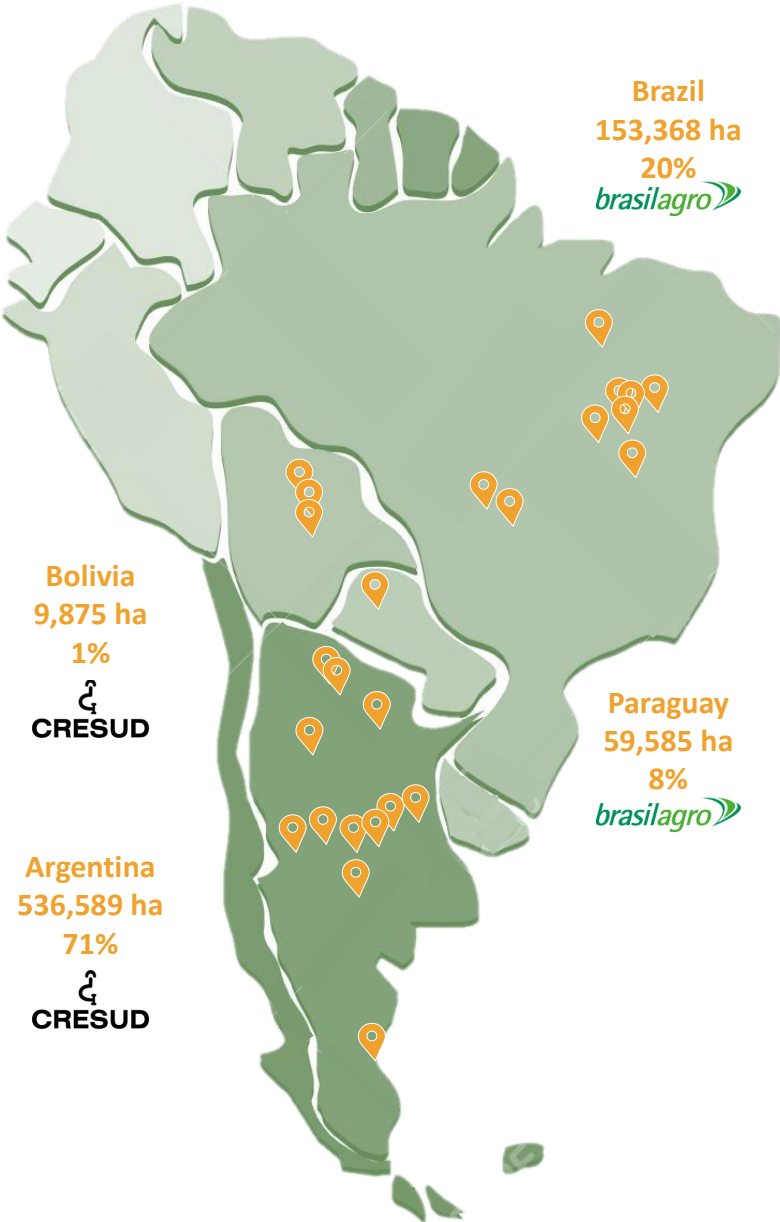 Brazil
153,368 ha
20%
brasilagro
Bolivia
9,875 ha
1%
CRESUD
Paraguay
59,585 ha
8%
brasilagro
Argentina
536,589 ha
71%
CRESUD